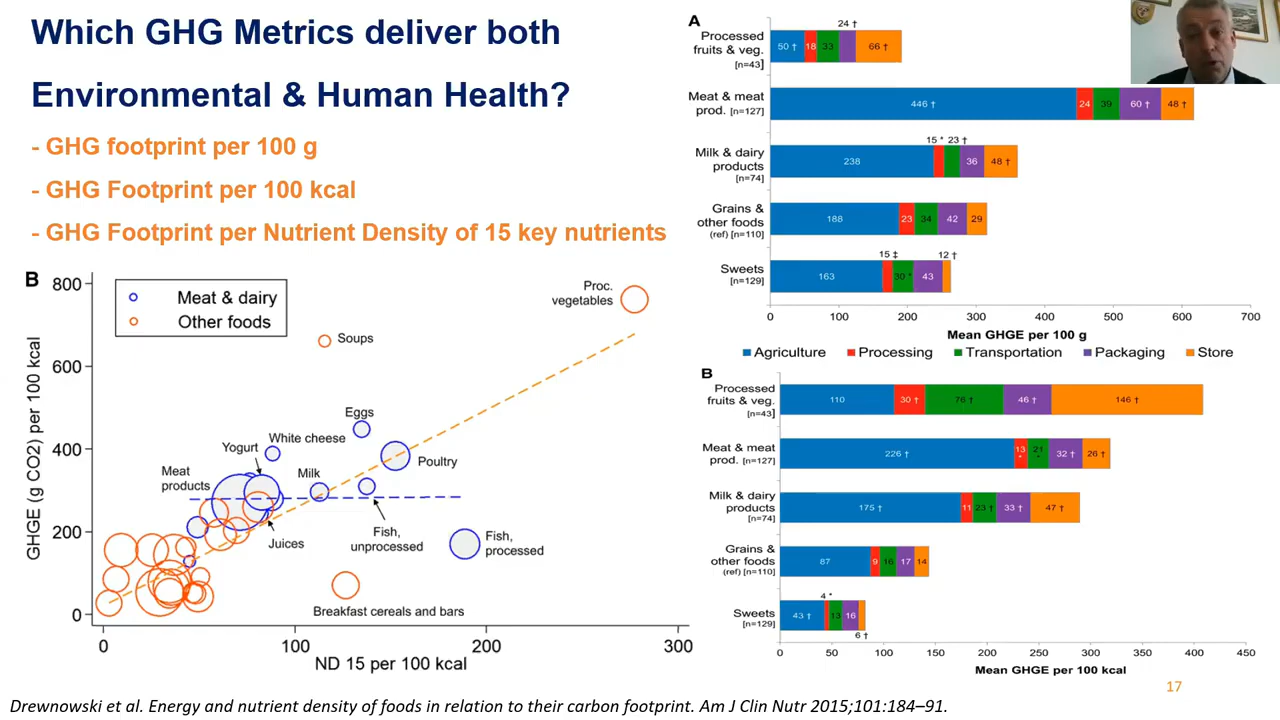 Which GHG Metrics deliver both
Environmental & Human Health?
- GHG footprint per 100 g
- GHG Footprint per 100 kcal
- GHG Footprint per Nutrient Density of 15 key nutrients
B
800
600
400
200
0
GHGE (g CO2) per 100 kcal
Meat & dairy
Other foods
Proc.
vegetables
Soups
Eggs
White cheese
Yogurt
Poultry
Meat
products
Milk
Fish,
unprocessed
Juices
Fish,
processed
Breakfast cereals and bars
0 100 200 300
ND 15 per 100 kcal
A
24 †
Processed
fruits & veg.
[n=43]
50 † 18 33 66 †
Meat & meat
prod. [n=127]
446 † 24 39 60 † 48 †
15 * 23 †
Milk & dairy
products
[n=74]
238 36 48 †
Grains &
other foods
(ref) [n=110]
188 23 34 42 29
15 ‡ 12 †
Sweets
[n=129]
163 30 * 43
0 100 200 300 400 500 600 700
Mean GHGE per 100 g
Agriculture Processing Transportation Packaging Store
B
Processed
fruits & veg.
[n=43]
110 30 † 76 † 46 † 146 †
Meat & meat
prod. [n=127]
226 † 13 * 21 * 32 † 26 †
Milk & dairy
products
[n=74]
175 † 11 23 † 33 † 47 †
Grains &
other foods
(ref) [n=110]
87 9 16 17 14
4 *
Sweets
[n=129]
43 † 13 16
6 †
0 50 100 150 200 250 300 350 400 450
Mean GHGE per 100 kcal
17
Drewnowski et al. Energy and nutrient density of foods in relation to their carbon footprint. Am J Clin Nutr 2015;101:184–91.